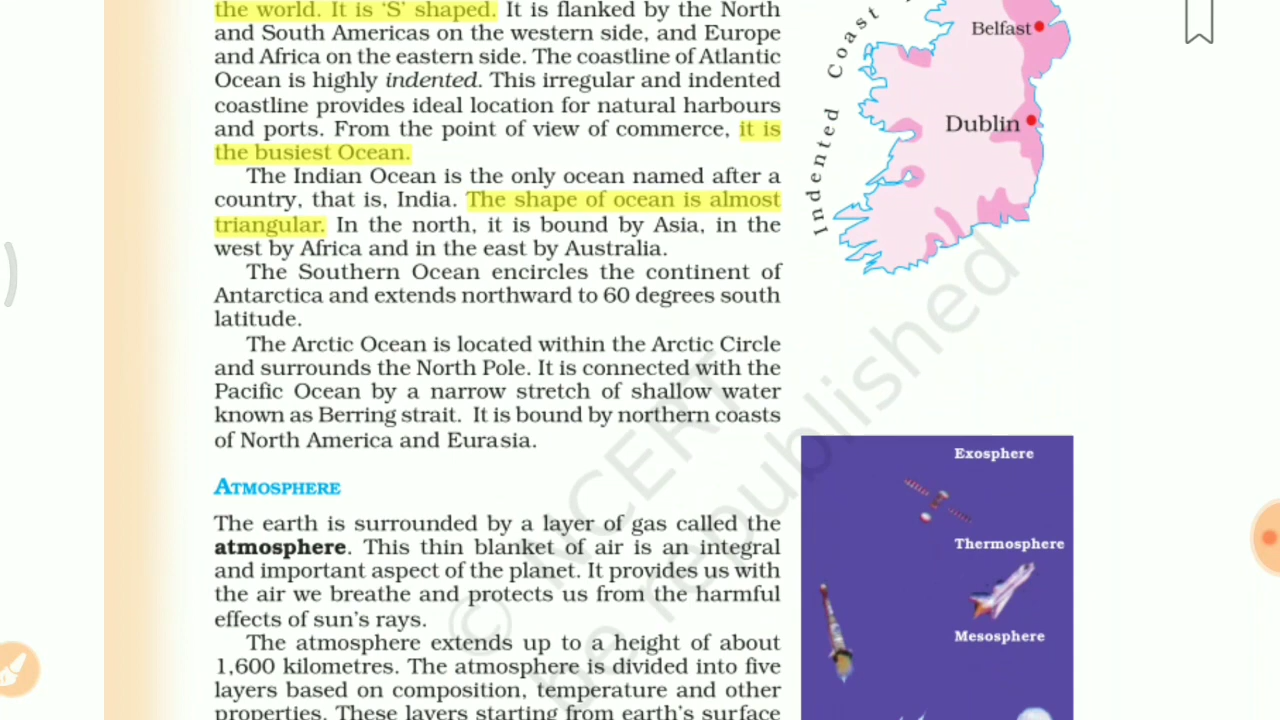 the world. It is ‘S’ shaped. It is flanked by the North
and South Americas on the western side, and Europe
and Africa on the eastern side. The coastline of Atlantic
Ocean is highly indented. This irregular and indented
coastline provides ideal location for natural harbours
and ports. From the point of view of commerce, it is
the busiest Ocean.
The Indian Ocean is the only ocean named after a
country, that is, India. The shape of ocean is almost
triangular. In the north, it is bound by Asia, in the
west by Africa and in the east by Australia.
The Southern Ocean encircles the continent of
Antarctica and extends northward to 60 degrees south
latitude.
The Arctic Ocean is located within the Arctic Circle
and surrounds the North Pole. It is connected with the
Pacific Ocean by a narrow stretch of shallow water
known as Berring strait. It is bound by northern coasts
of North America and Eurasia.
ATMOSPHERE
The earth is surrounded by a layer of gas called the
atmosphere. This thin blanket of air is an integral
and important aspect of the planet. It provides us with
the air we breathe and protects us from the harmful
effects of sun’s rays.
The atmosphere extends up to a height of about
1,600 kilometres. The atmosphere is divided into five
layers based on composition, temperature and other
properties. These layers starting from earth’s surface
Indented Coast
Belfast
Dublin
Exosphere
Thermosphere
Mesosphere
© NCERT
be republished